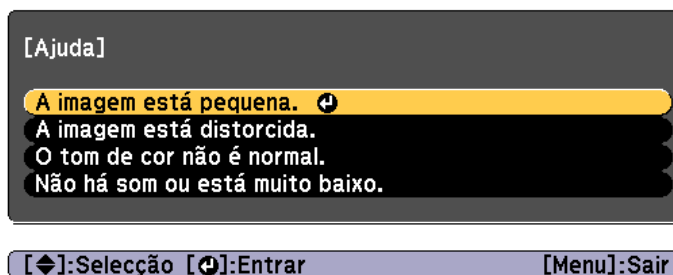 [Ajuda]
A imagem está pequena.
A imagem está distorcida.
O tom de cor não é normal.
Não há som ou está muito baixo.
[◆]:Selecção [⏎]:Entrar [Menu]:Sair